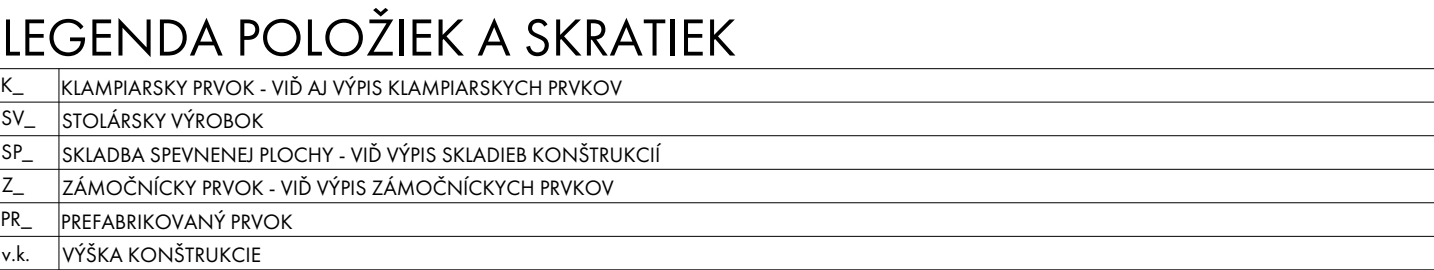 LEGENDA POLOŽIEK A SKRATIEK
K_ KLAMPIARSKY PRVOK - VIĎ AJ VÝPIS KLAMPIARSKYCH PRVKOV
SV_ STOLÁRSKY VÝROBOK
SP_ SKLADBA SPEVNENEJ PLOCHY - VIĎ VÝPIS SKLADIEB KONŠTRUKCIÍ
Z_ ZÁMOČNÍCKY PRVOK - VIĎ VÝPIS ZÁMOČNÍCKYCH PRVKOV
PR_ PREFABRIKOVANÝ PRVOK
v.k. VÝŠKA KONŠTRUKCIE